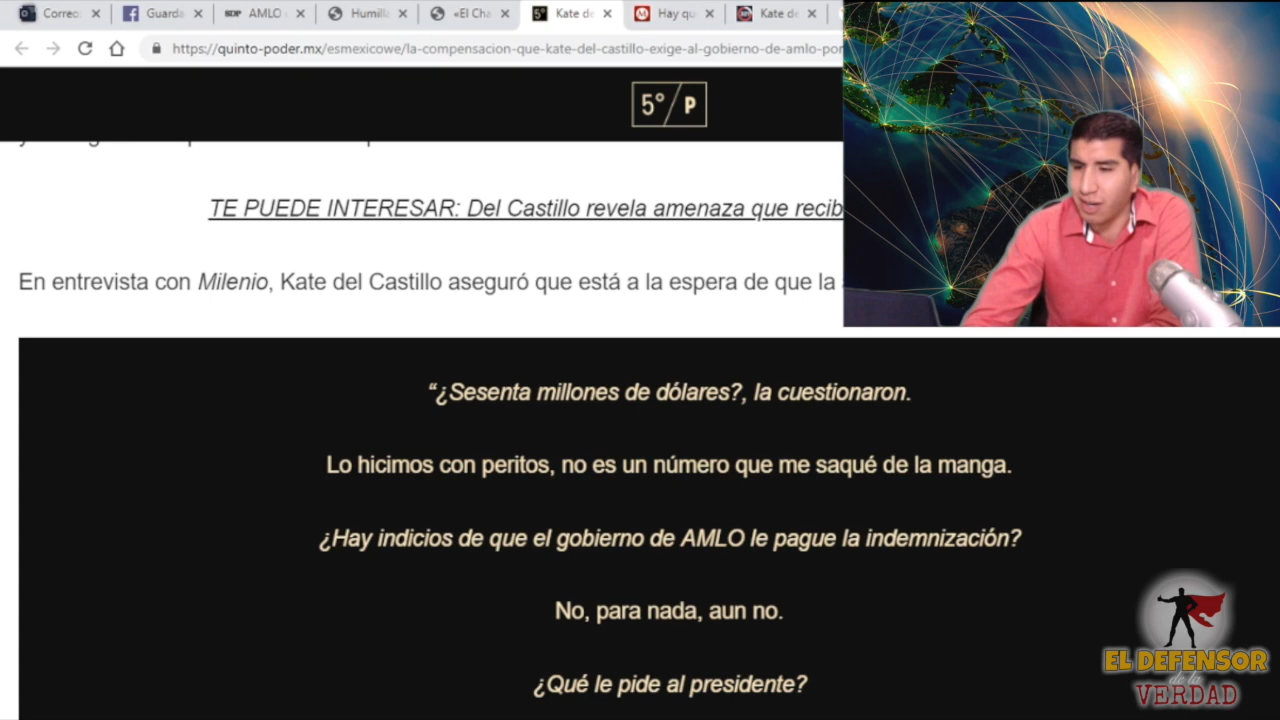 Correo:
Guarda
SDP AMLO
Humilla
«El Cha
5° Kate de
Hay qu
Kate de
https://quinto-poder.mx/esmexicowe/la-compensacion-que-kate-del-castillo-exige-al-gobierno-de-amlo-por
5°/P
TE PUEDE INTERESAR: Del Castillo revela amenaza que recib
En entrevista con Milenio, Kate del Castillo aseguró que está a la espera de que la
“¿Sesenta millones de dólares?, la cuestionaron.
Lo hicimos con peritos, no es un número que me saqué de la manga.
¿Hay indicios de que el gobierno de AMLO le pague la indemnización?
No, para nada, aun no.
¿Qué le pide al presidente?
EL DEFENSOR
de la
VERDAD